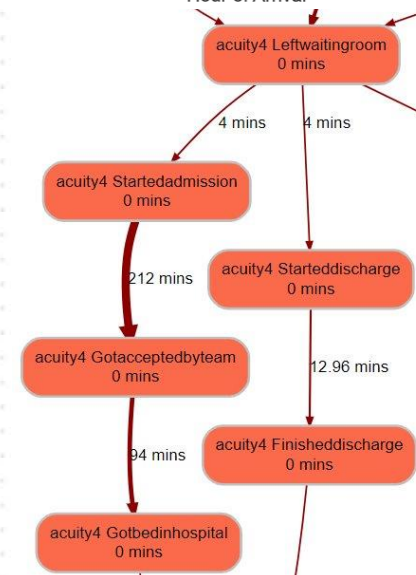 acuity4 Leftwaitingroom
0 mins
4 mins
4 mins
acuity4 Startedadmission
0 mins
acuity4 Starteddischarge
0 mins
212 mins
acuity4 Gotacceptedbyteam
0 mins
12.96 mins
acuity4 Finisheddischarge
0 mins
94 mins
acuity4 Gotbedinhospital
0 mins